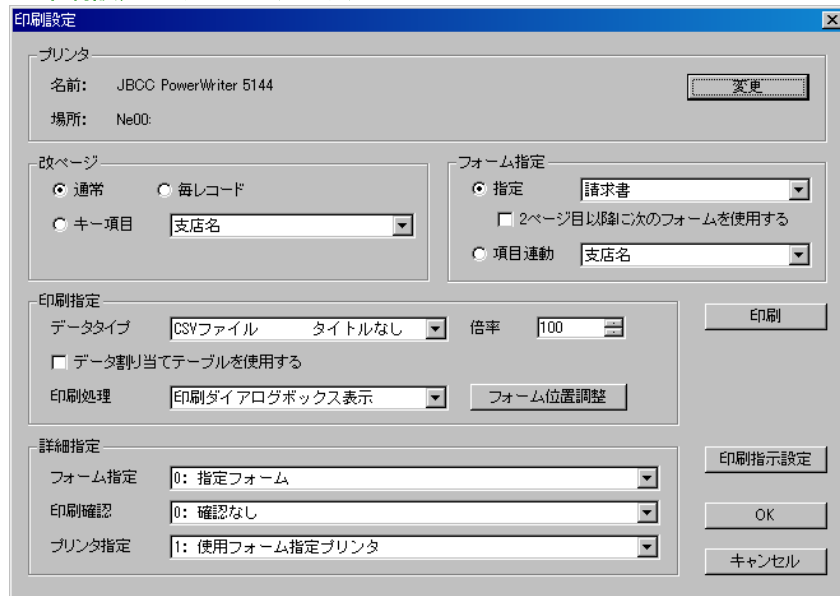 印刷設定
プリンタ
名前: JBCC PowerWriter 5144
変更
場所: Ne00:
改ページ
通常 毎レコード
キー項目 支店名
フォーム指定
指定 請求書
2ページ目以降に次のフォームを使用する
項目連動 支店名
印刷指定
データタイプ CSVファイル タイトルなし 倍率 100
データ割り当てテーブルを使用する
印刷処理 印刷ダイアログボックス表示 フォーム位置調整
印刷
詳細指定
フォーム指定 0: 指定フォーム
印刷確認 0: 確認なし
プリンタ指定 1: 使用フォーム指定プリンタ
印刷指示設定
OK
キャンセル